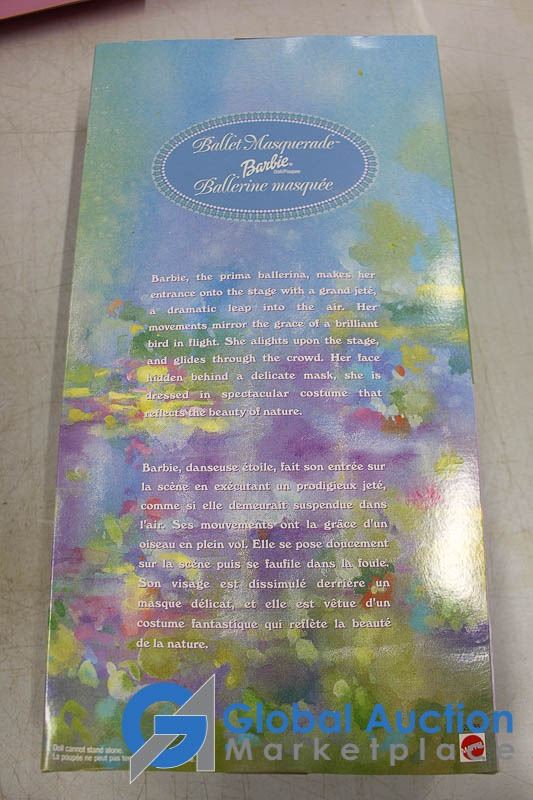 Ballet Masquerade™
Barbie®
Doll/Poupée
Ballerine masquée
Barbie, the prima ballerina, makes her
entrance onto the stage with a grand jeté,
a dramatic leap into the air. Her
movements mirror the grace of a brilliant
bird in flight. She alights upon the stage,
and glides through the crowd. Her face
hidden behind a delicate mask, she is
dressed in spectacular costume that
reflects the beauty of nature.
Barbie, danseuse étoile, fait son entrée sur
la scène en exécutant un prodigieux jeté,
comme si elle demeurait suspendue dans
l'air. Ses mouvements ont la grâce d'un
oiseau en plein vol. Elle se pose doucement
sur la scène puis se faufile dans la foule.
Son visage est dissimulé derrière un
masque délicat, et elle est vêtue d'un
costume fantastique qui reflète la beauté
de la nature.
Global Auction
Marketplace
Doll cannot stand alone.
La poupée ne peut pas
MATTEL